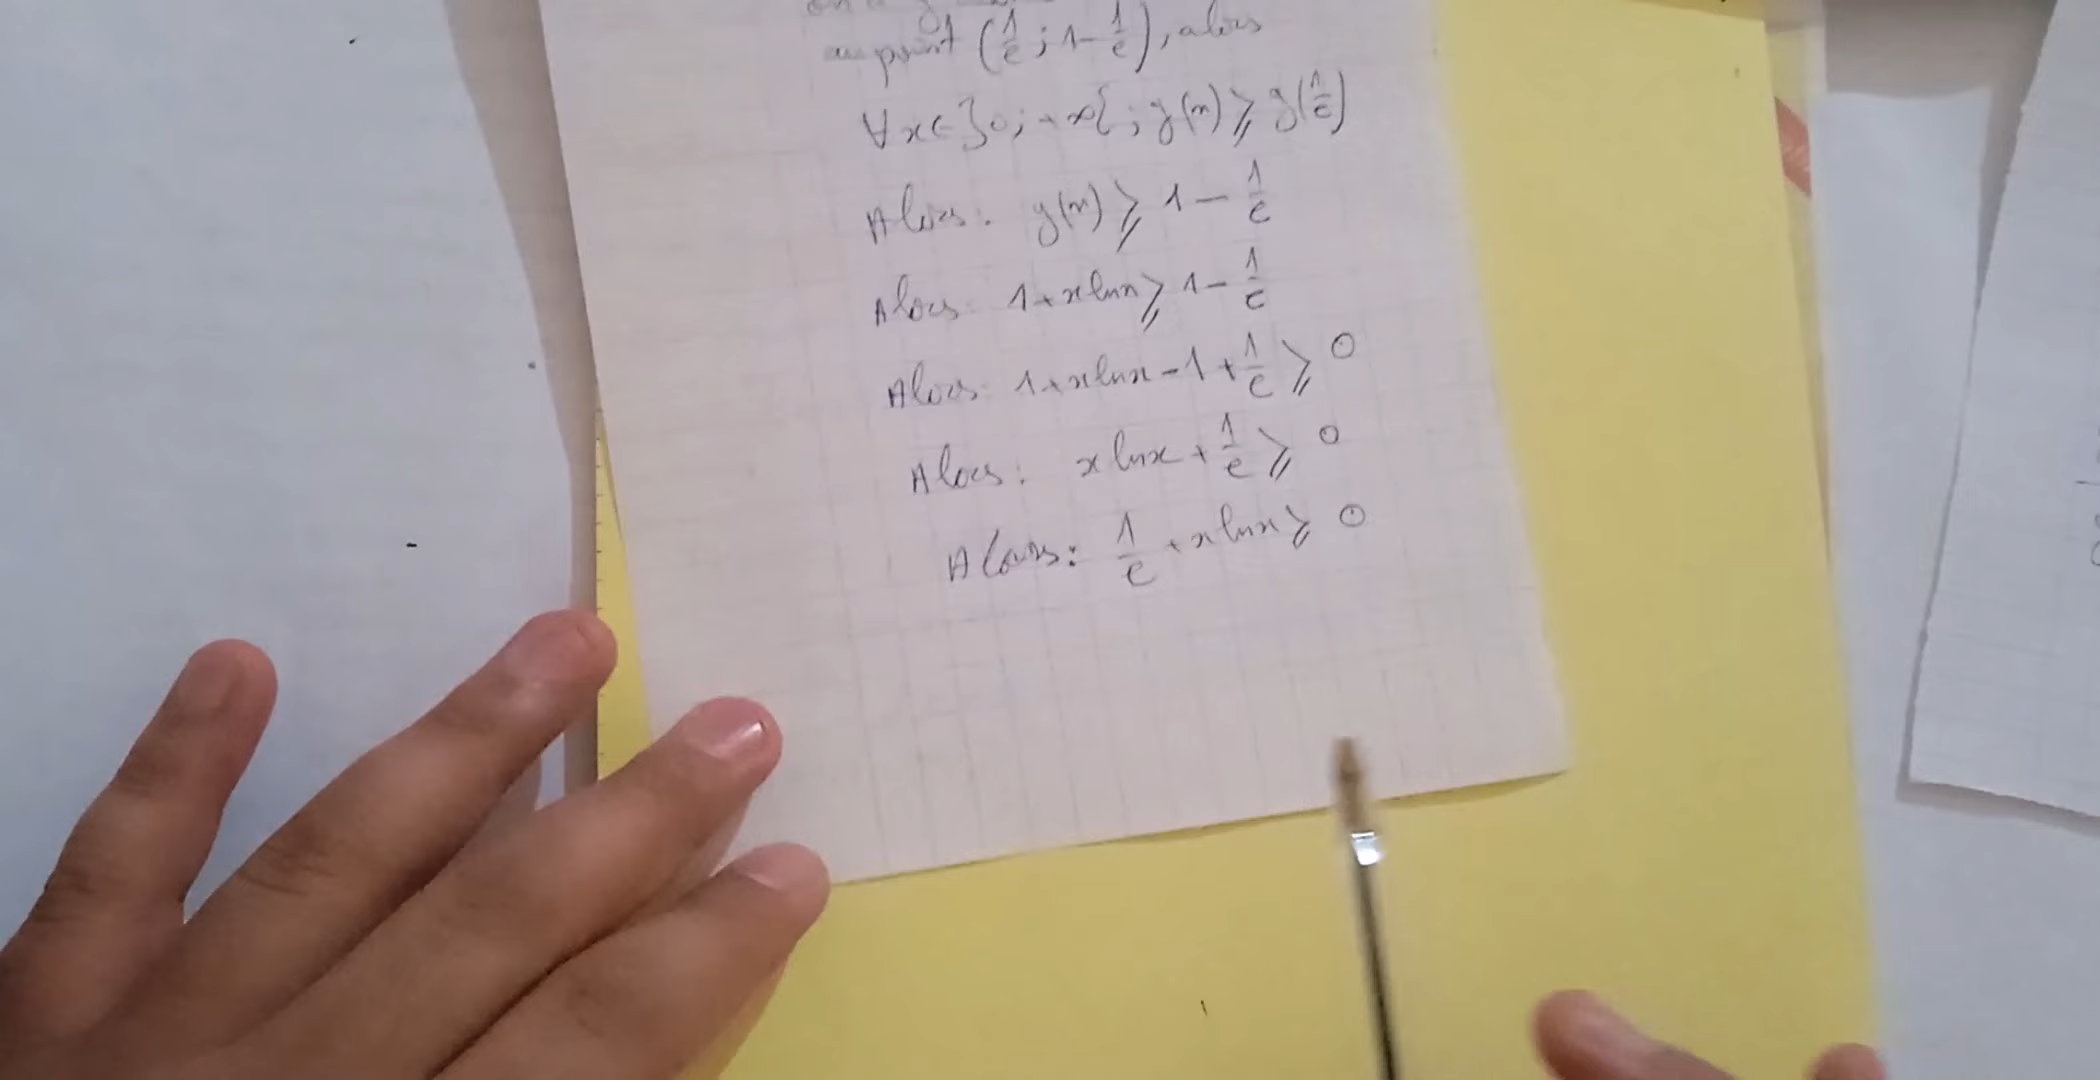 au point (1/e ; 1 - 1/e), alors
∀x∈]0;+∞[ ; g(x) ⩾ g(1/e)
Alors: g(x) ⩾ 1 - 1/e
Alors: 1+xlnx ⩾ 1 - 1/e
Alors: 1+xlnx-1+1/e ⩾ 0
Alors: xlnx + 1/e ⩾ 0
Alors: 1/e + xlnx ⩾ 0